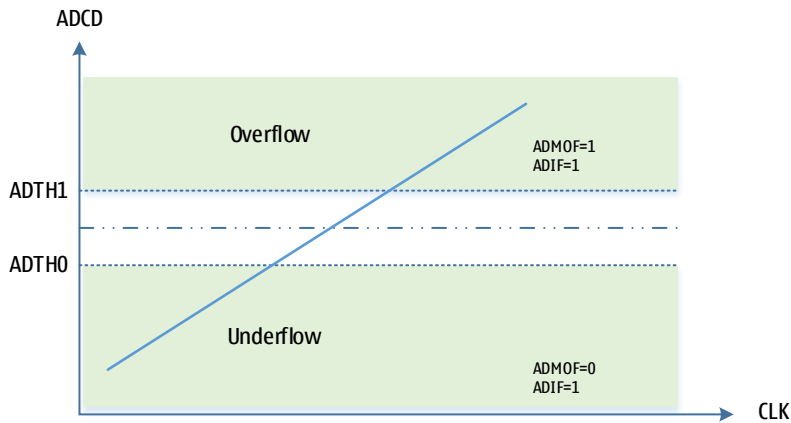 ADCD
Overflow
ADMOF=1
ADIF=1
ADTH1
ADTH0
Underflow
ADMOF=0
ADIF=1
CLK